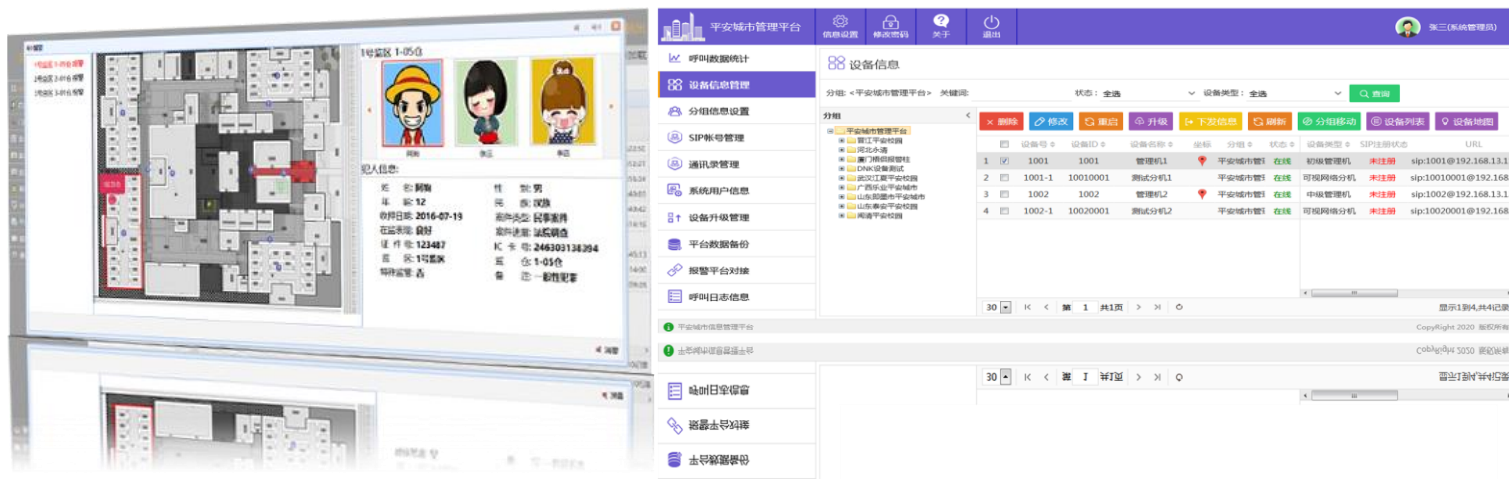 1号监区 1-05仓报警
1号监区 1-05仓
犯人信息:
姓 名: 阿狗 性 别: 男
年 龄: 12 民 族: 汉族
收押日期: 2016-07-19 案件类型: 民事案件
在监表现: 良好 案件进展: 法院调查
证 件 号: 123487 IC 卡 号: 246303138394
监 区: 1号监区 监 仓: 1-05仓
特殊监管: 否 备 注: 一般性犯罪
消警
平安城市管理平台
信息设置 修改密码 关于 退出
张三(系统管理员)
呼叫数据统计
设备信息管理
分组信息设置
SIP帐号管理
通讯录管理
系统用户信息
设备升级管理
平台数据备份
报警平台对接
呼叫日志信息
设备信息
分组: <平安城市管理平台> 关键词: 状态: 全选 设备类型: 全选 查询
分组
平安城市管理平台
晋江平安校园
河北永清
DNK设备测试
武汉江夏平安校园
广西乐业平安城市
山东即墨市平安城市
山东泰安平安校园
闽清平安校园
删除 修改 重启 升级 下发信息 刷新 分组移动 设备列表 设备地图
设备号 设备ID 设备名称 坐标 分组 状态 设备类型 SIP注册状态 URL
1 1001 1001 管理机1 平安城市管 在线 初级管理机 未注册 sip:1001@192.168.13.1
2 1001-1 10010001 测试分机1 平安城市管 在线 可视网络分机 未注册 sip:10010001@192.168
3 1002 1002 管理机2 平安城市管 在线 中级管理机 未注册 sip:1002@192.168.13.1
4 1002-1 10020001 测试分机2 平安城市管 在线 可视网络分机 未注册 sip:10020001@192.168
30 第 1 共1页 显示1到4,共4记录
平安城市信息管理平台 CopyRight 2020 版权所有